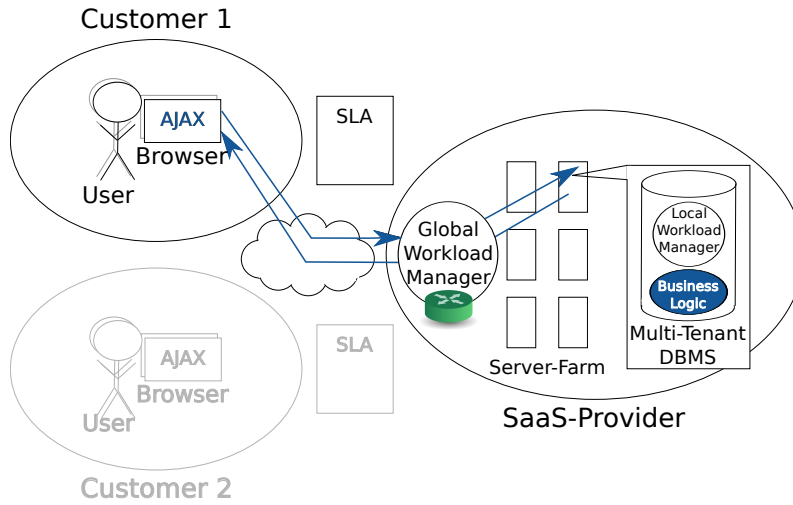 Customer 1
AJAX
Browser
User
SLA
Global
Workload
Manager
Server-Farm
Local
Workload
Manager
Business
Logic
Multi-Tenant
DBMS
SaaS-Provider
AJAX
Browser
User
SLA
Customer 2